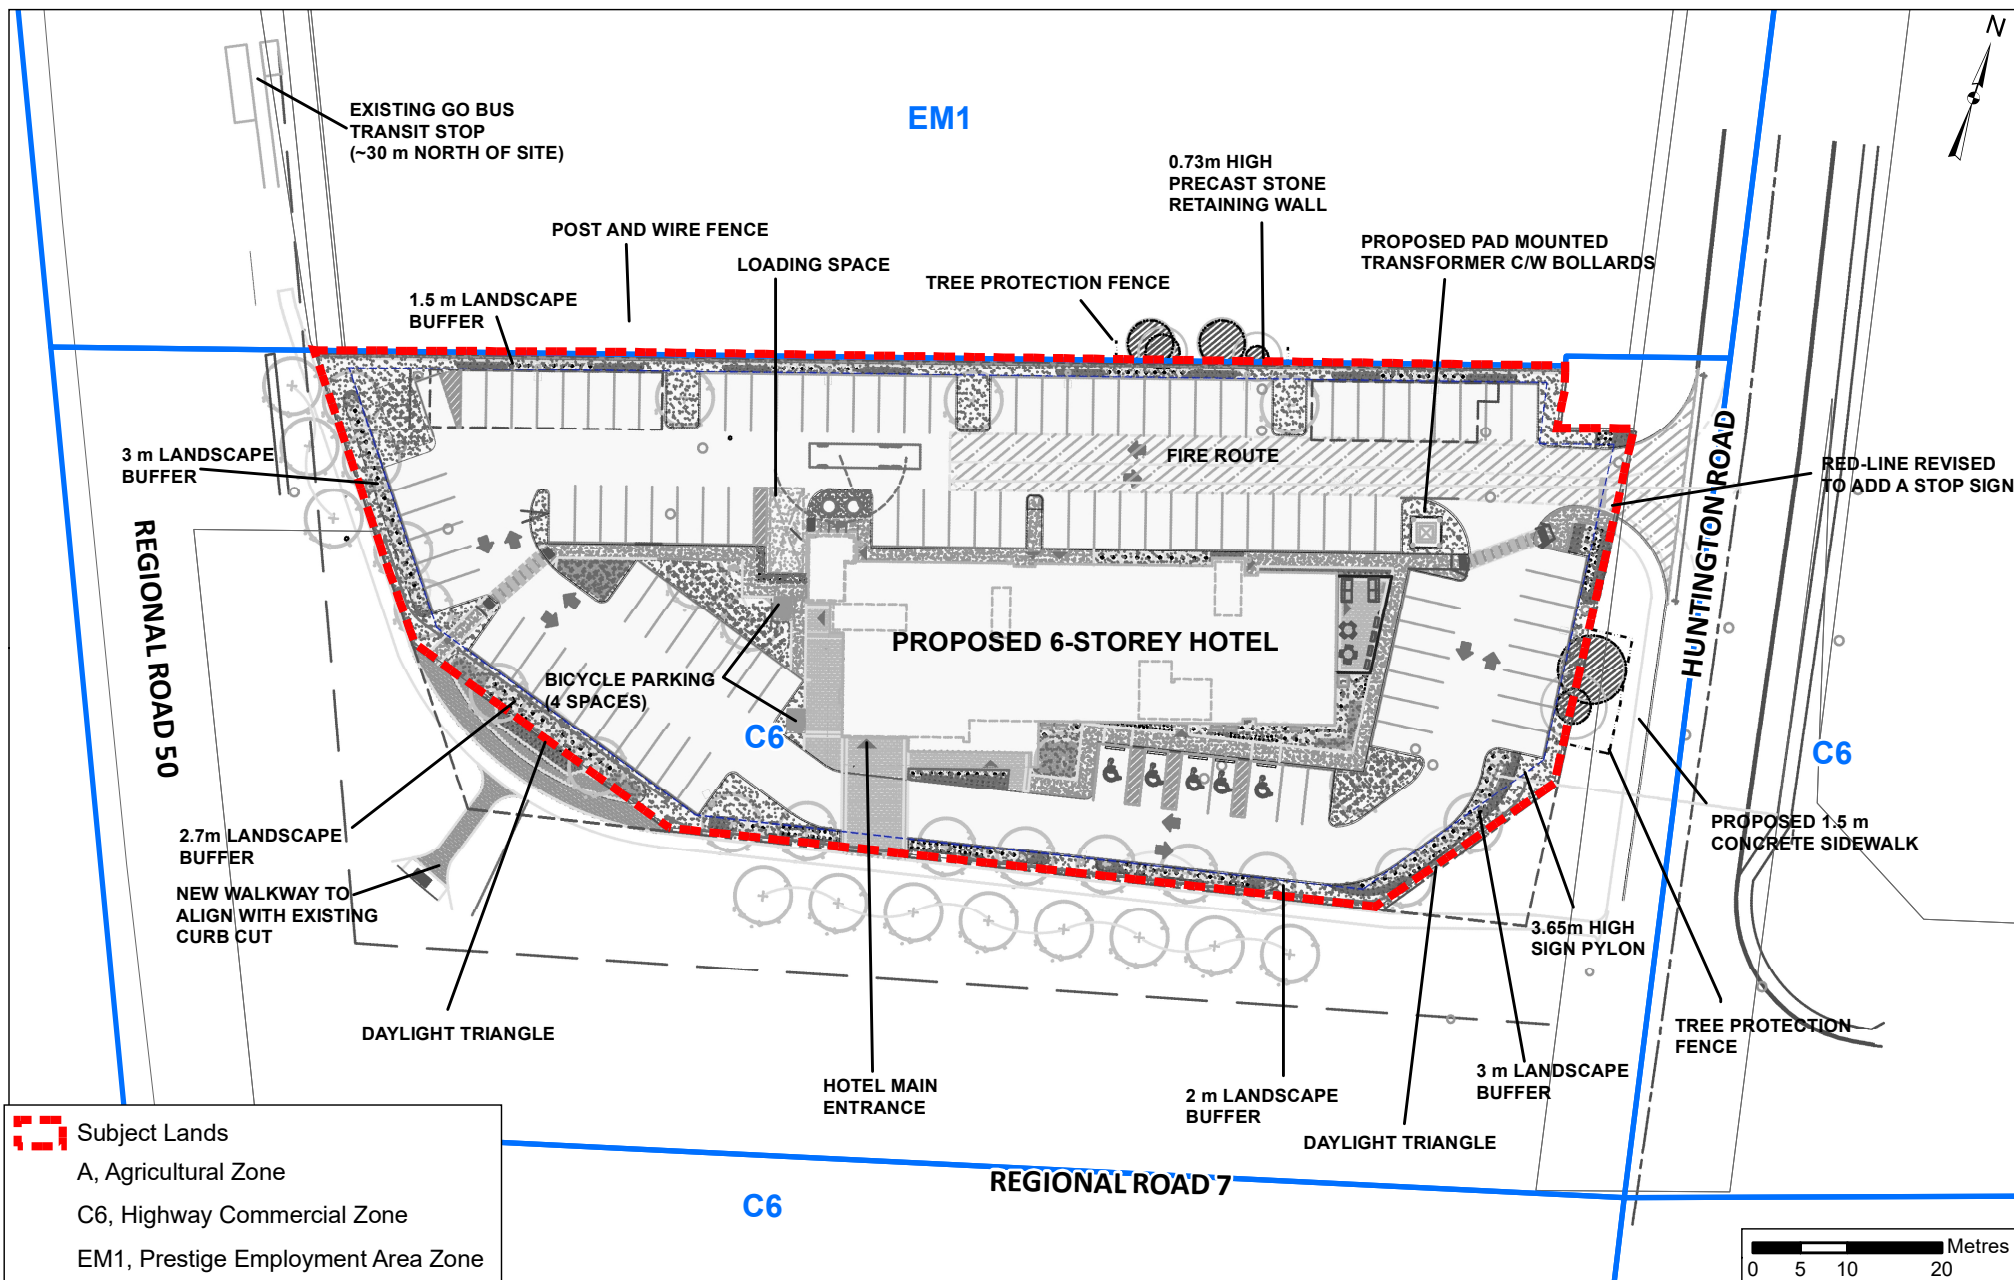 N
EXISTING GO BUS
TRANSIT STOP
(~30 m NORTH OF SITE)
EM1
0.73m HIGH
PRECAST STONE
RETAINING WALL
POST AND WIRE FENCE
LOADING SPACE
TREE PROTECTION FENCE
PROPOSED PAD MOUNTED
TRANSFORMER C/W BOLLARDS
1.5 m LANDSCAPE
BUFFER
3 m LANDSCAPE
BUFFER
FIRE ROUTE
RED-LINE REVISED
TO ADD A STOP SIGN
REGIONAL ROAD 50
HUNTINGTON ROAD
PROPOSED 6-STOREY HOTEL
BICYCLE PARKING
(4 SPACES)
C6
C6
2.7m LANDSCAPE
BUFFER
PROPOSED 1.5 m
CONCRETE SIDEWALK
NEW WALKWAY TO
ALIGN WITH EXISTING
CURB CUT
3.65m HIGH
SIGN PYLON
DAYLIGHT TRIANGLE
TREE PROTECTION
FENCE
HOTEL MAIN
ENTRANCE
2 m LANDSCAPE
BUFFER
3 m LANDSCAPE
BUFFER
DAYLIGHT TRIANGLE
REGIONAL ROAD 7
C6
Subject Lands
A, Agricultural Zone
C6, Highway Commercial Zone
EM1, Prestige Employment Area Zone
Metres
0 5 10 20